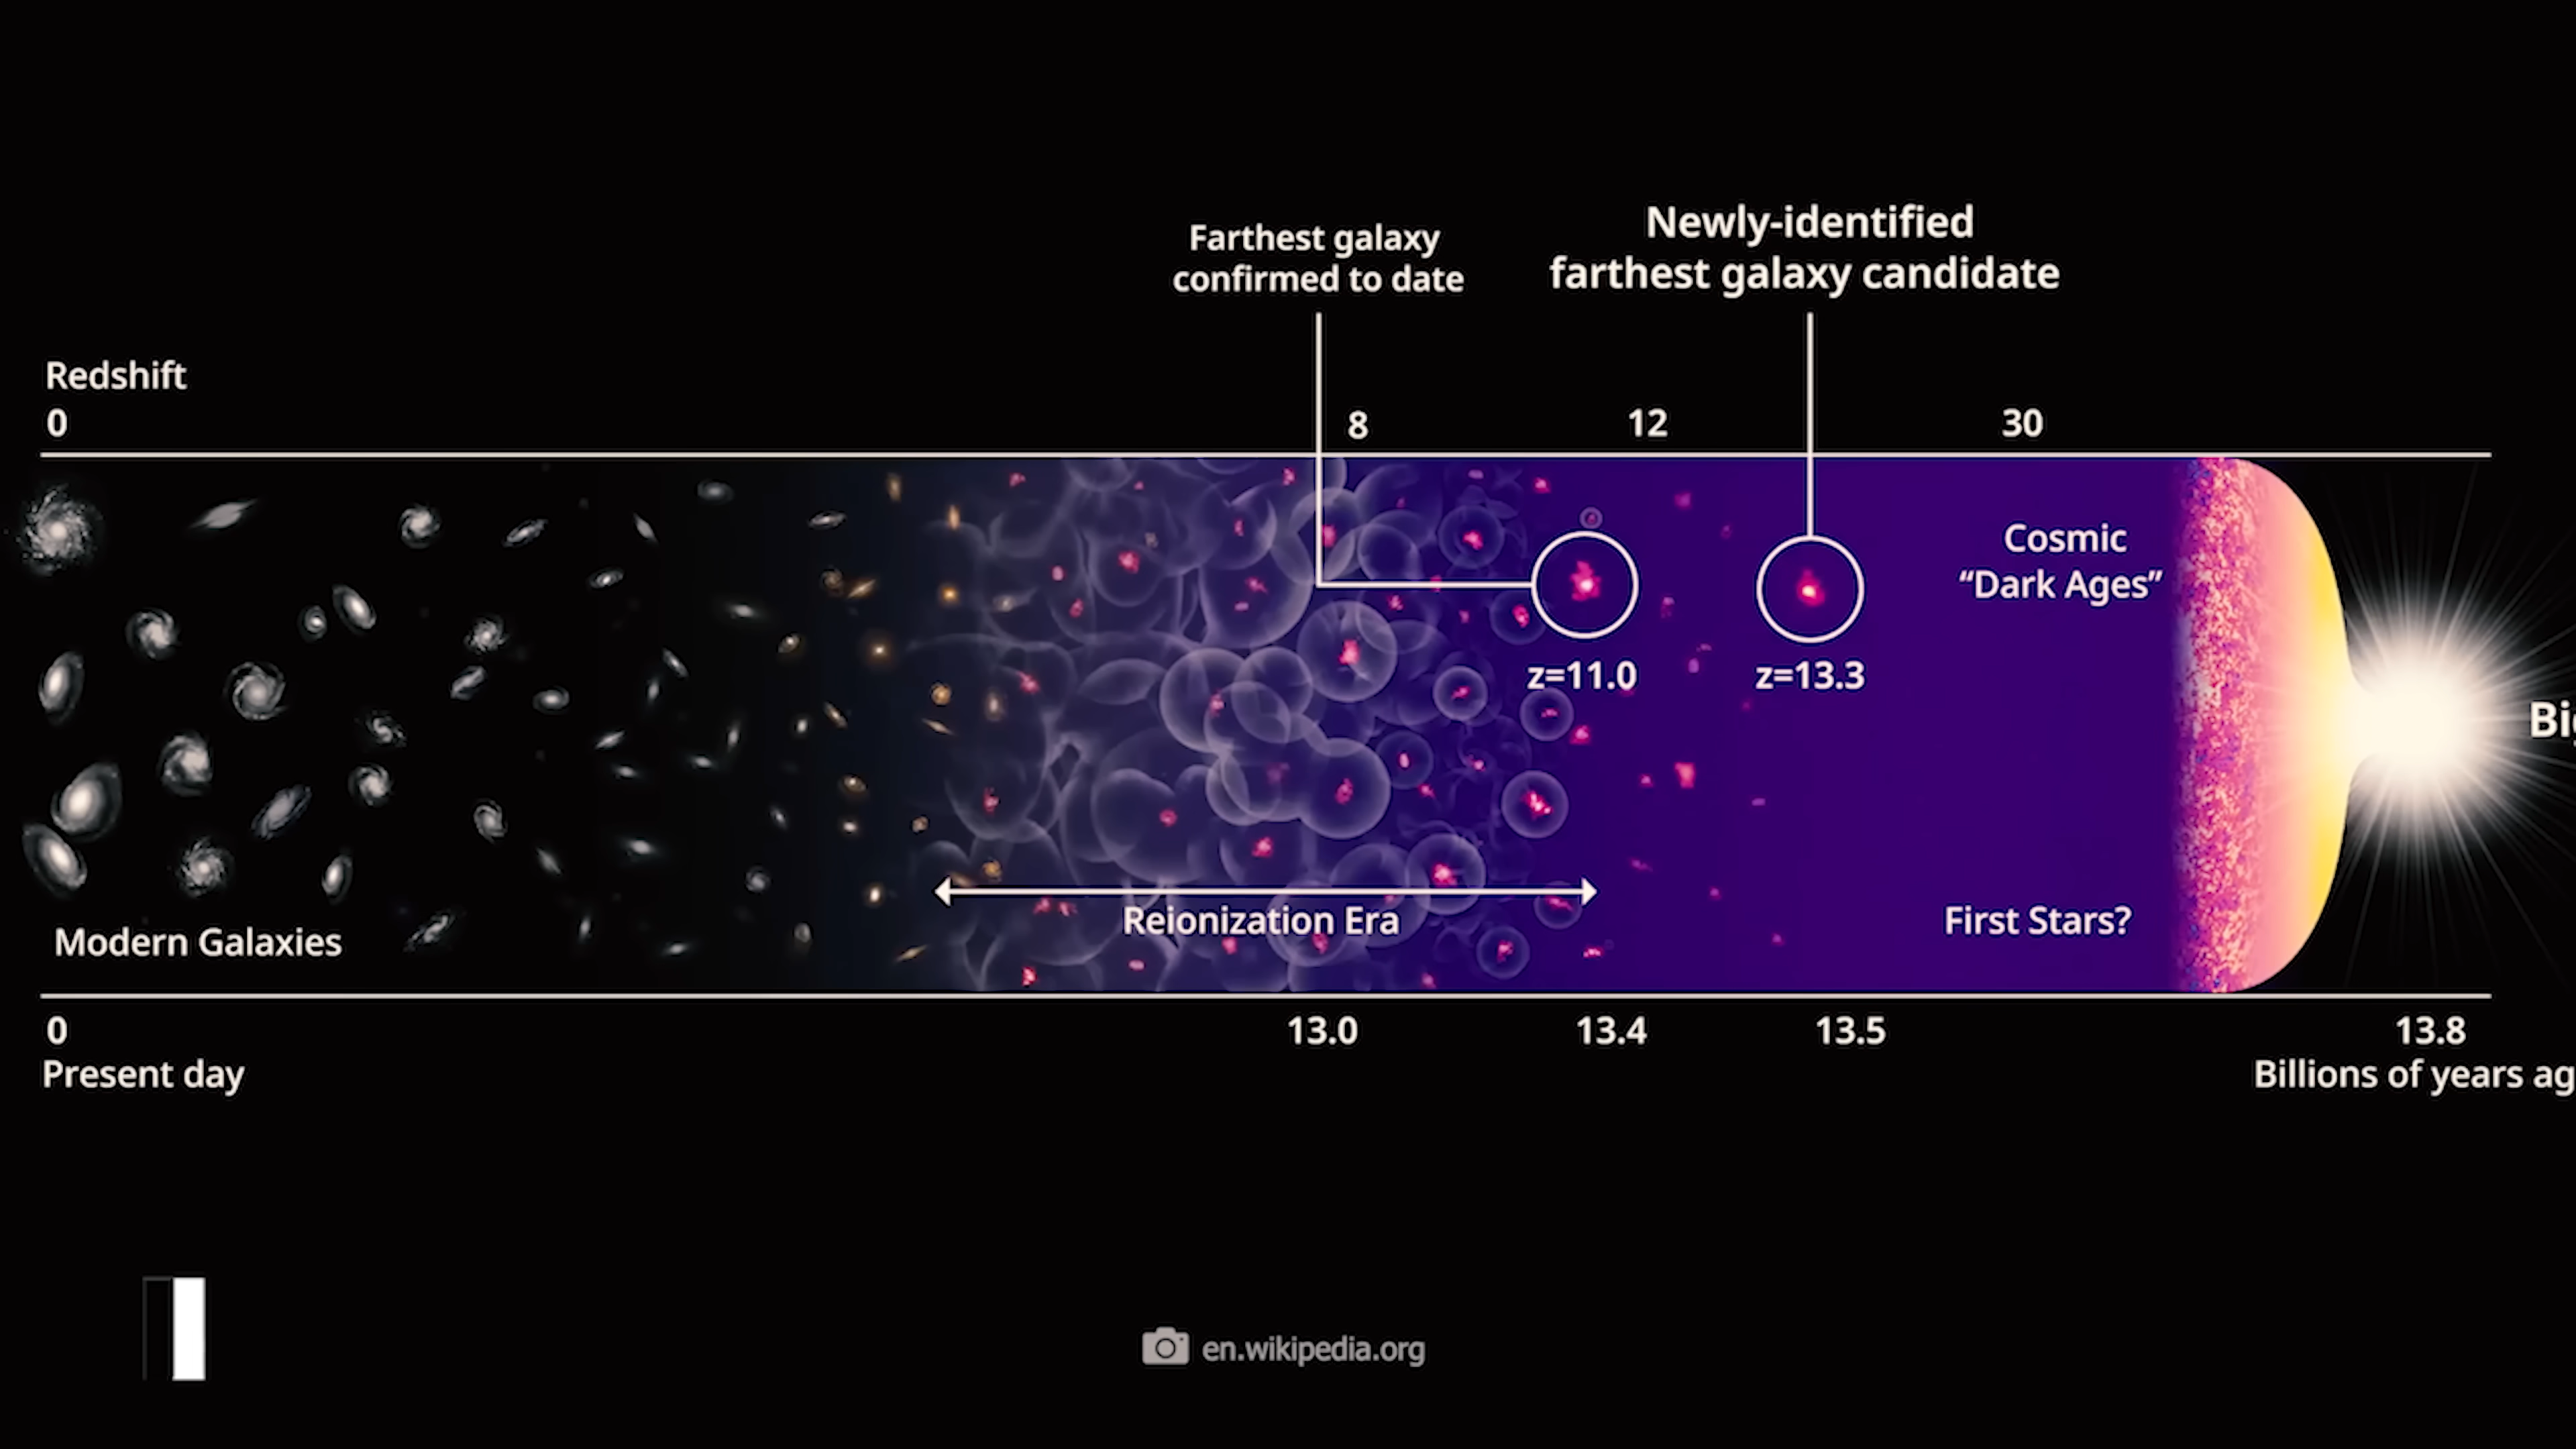 Farthest galaxy
confirmed to date
Newly-identified
farthest galaxy candidate
Redshift
0
8
12
30
Cosmic
“Dark Ages”
z=11.0
z=13.3
Modern Galaxies
Reionization Era
First Stars?
0
Present day
13.0
13.4
13.5
13.8
Billions of years
en.wikipedia.org